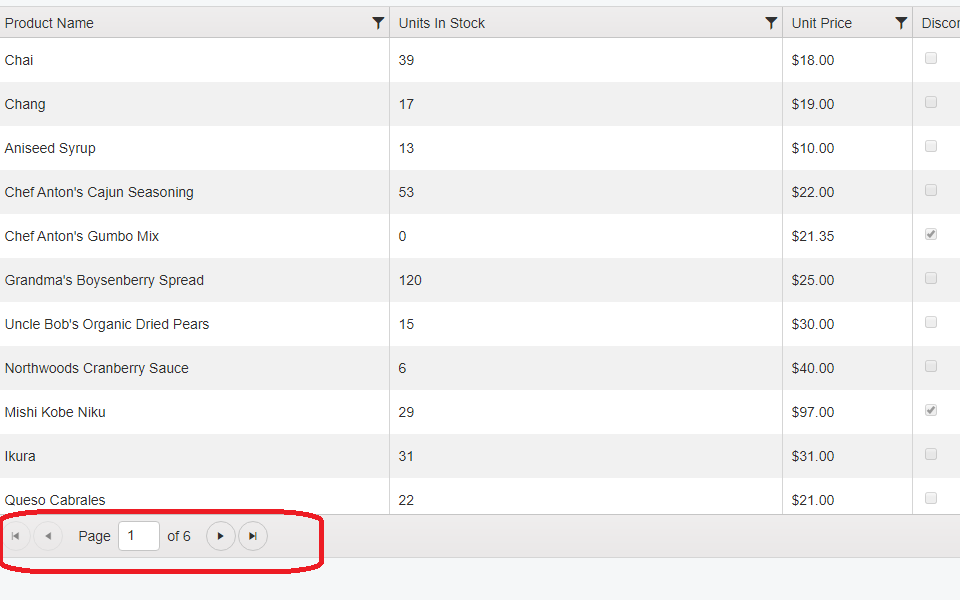 Product Name Units In Stock Unit Price Discor
Chai 39 $18.00
Chang 17 $19.00
Aniseed Syrup 13 $10.00
Chef Anton's Cajun Seasoning 53 $22.00
Chef Anton's Gumbo Mix 0 $21.35
Grandma's Boysenberry Spread 120 $25.00
Uncle Bob's Organic Dried Pears 15 $30.00
Northwoods Cranberry Sauce 6 $40.00
Mishi Kobe Niku 29 $97.00
Ikura 31 $31.00
Queso Cabrales 22 $21.00
Page 1 of 6